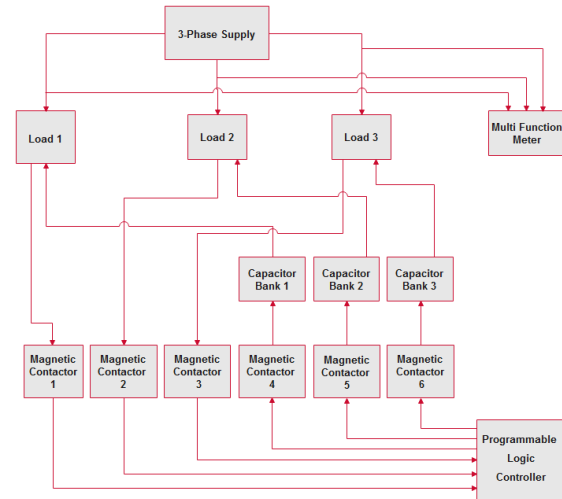 3-Phase Supply
Load 1
Load 2
Load 3
Multi Function
Meter
Capacitor
Bank 1
Capacitor
Bank 2
Capacitor
Bank 3
Magnetic
Contactor
1
Magnetic
Contactor
2
Magnetic
Contactor
3
Magnetic
Contactor
4
Magnetic
Contactor
5
Magnetic
Contactor
6
Programmable
Logic
Controller